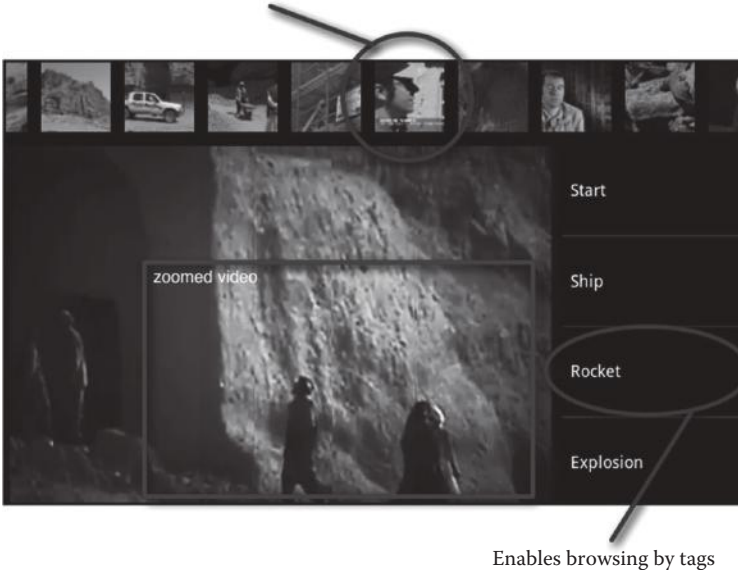 zoomed video
Start
Ship
Rocket
Explosion
Enables browsing by tags